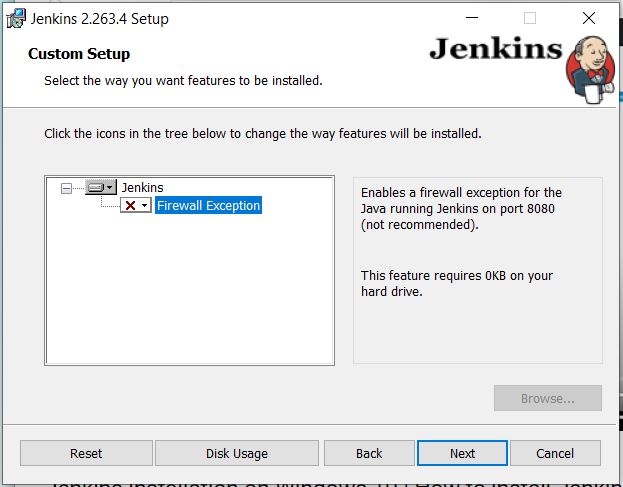 Jenkins 2.263.4 Setup
Custom Setup
Select the way you want features to be installed.
Jenkins
Click the icons in the tree below to change the way features will be installed.
Jenkins
Firewall Exception
Enables a firewall exception for the
Java running Jenkins on port 8080
(not recommended).
This feature requires 0KB on your
hard drive.
Browse...
Reset
Disk Usage
Back
Next
Cancel